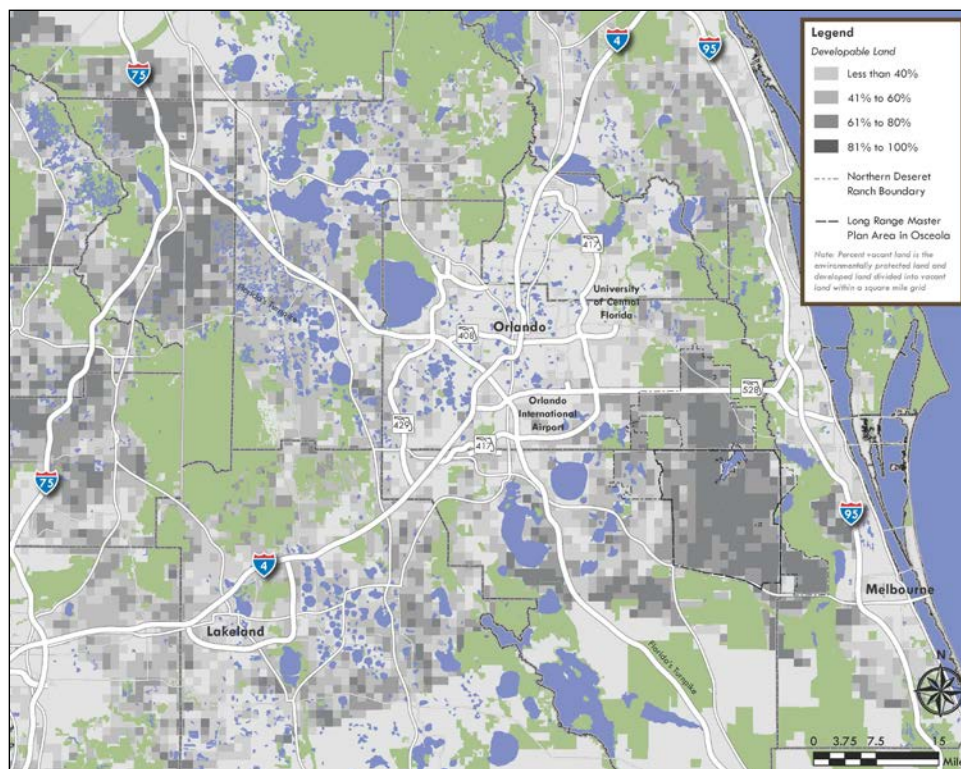 Legend
Developable Land
Less than 40%
41% to 60%
61% to 80%
81% to 100%
Northern Deseret
Ranch Boundary
Long Range Master
Plan Area in Osceola
Note: Percent vacant land is the
environmentally protected land and
developed land divided into vacant
land within a square mile grid
4
95
75
417
University
of Central
Florida
Florida's Turnpike
408
Orlando
528
Orlando
International
Airport
429
417
75
95
4
Melbourne
Lakeland
Florida's Turnpike
N
0 3.75 7.5 15
Mile